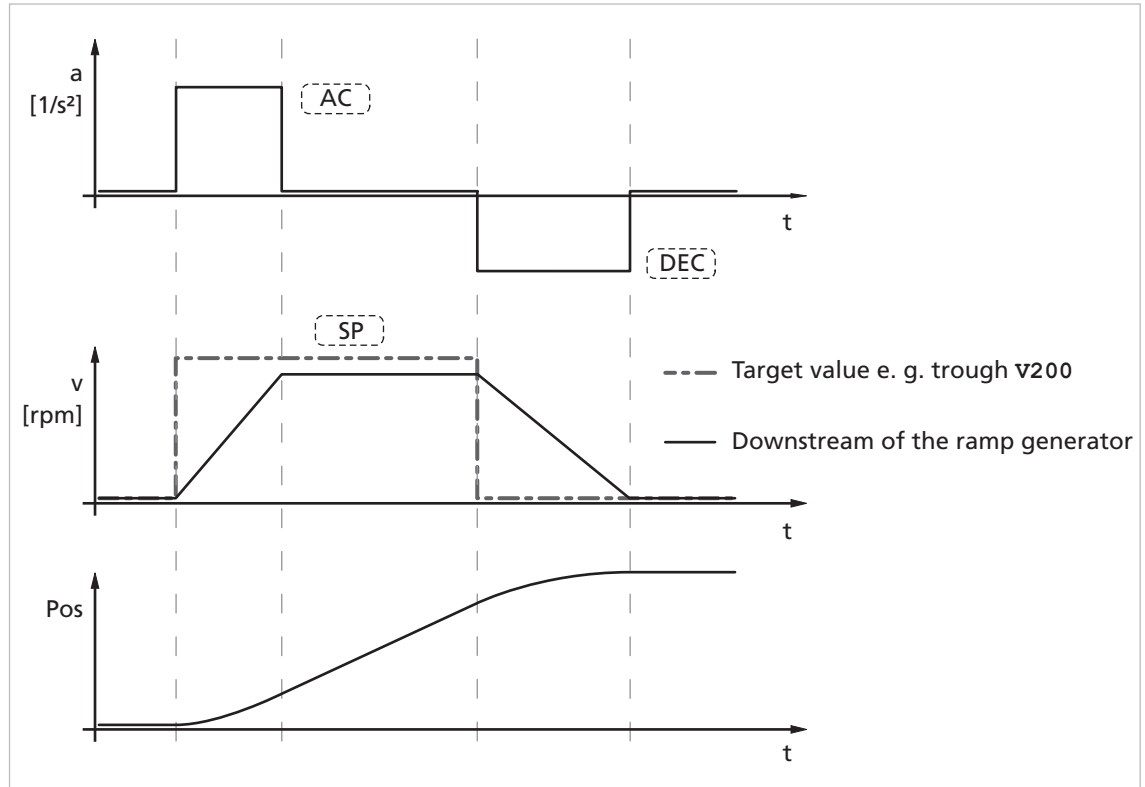 a
[1/s²]
AC
t
DEC
SP
v
[rpm]
Target value e. g. trough V200
Downstream of the ramp generator
t
Pos
t